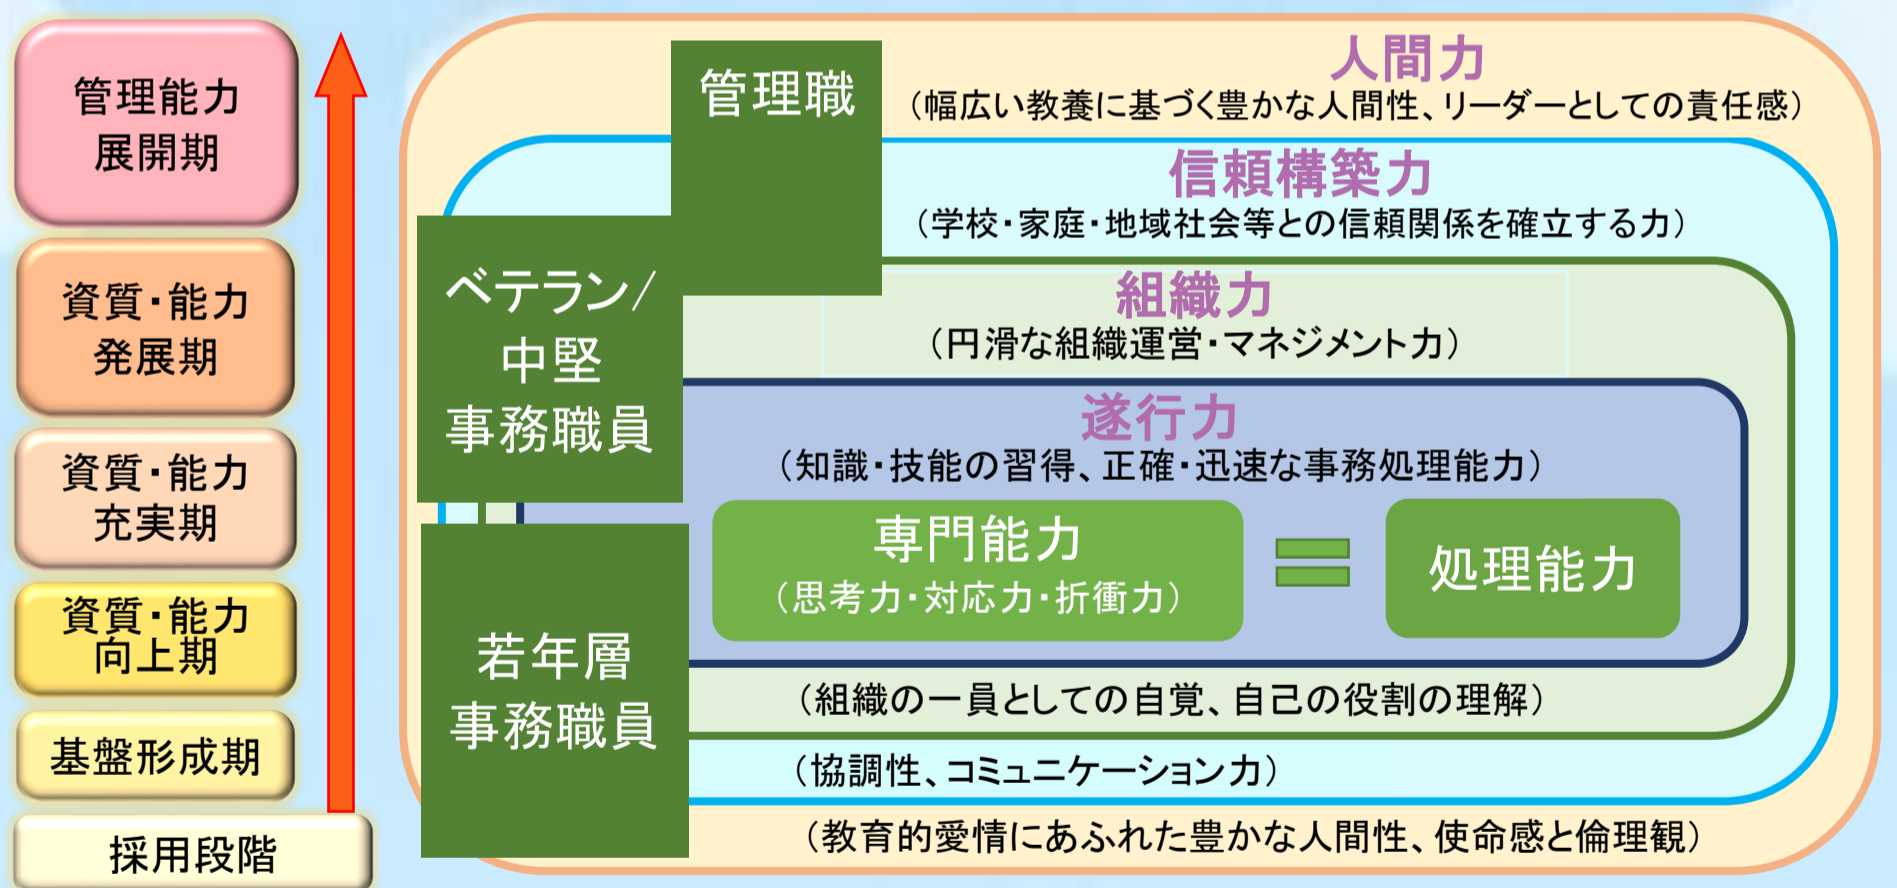 管理能力
展開期
資質・能力
発展期
資質・能力
充実期
資質・能力
向上期
基盤形成期
採用段階
管理職
ベテラン/
中堅
事務職員
若年層
事務職員
人間力
（幅広い教養に基づく豊かな人間性、リーダーとしての責任感）
信頼構築力
（学校・家庭・地域社会等との信頼関係を確立する力）
組織力
（円滑な組織運営・マネジメント力）
遂行力
（知識・技能の習得、正確・迅速な事務処理能力）
専門能力
（思考力・対応力・折衝力）
処理能力
（組織の一員としての自覚、自己の役割の理解）
（協調性、コミュニケーション力）
（教育的愛情にあふれた豊かな人間性、使命感と倫理観）